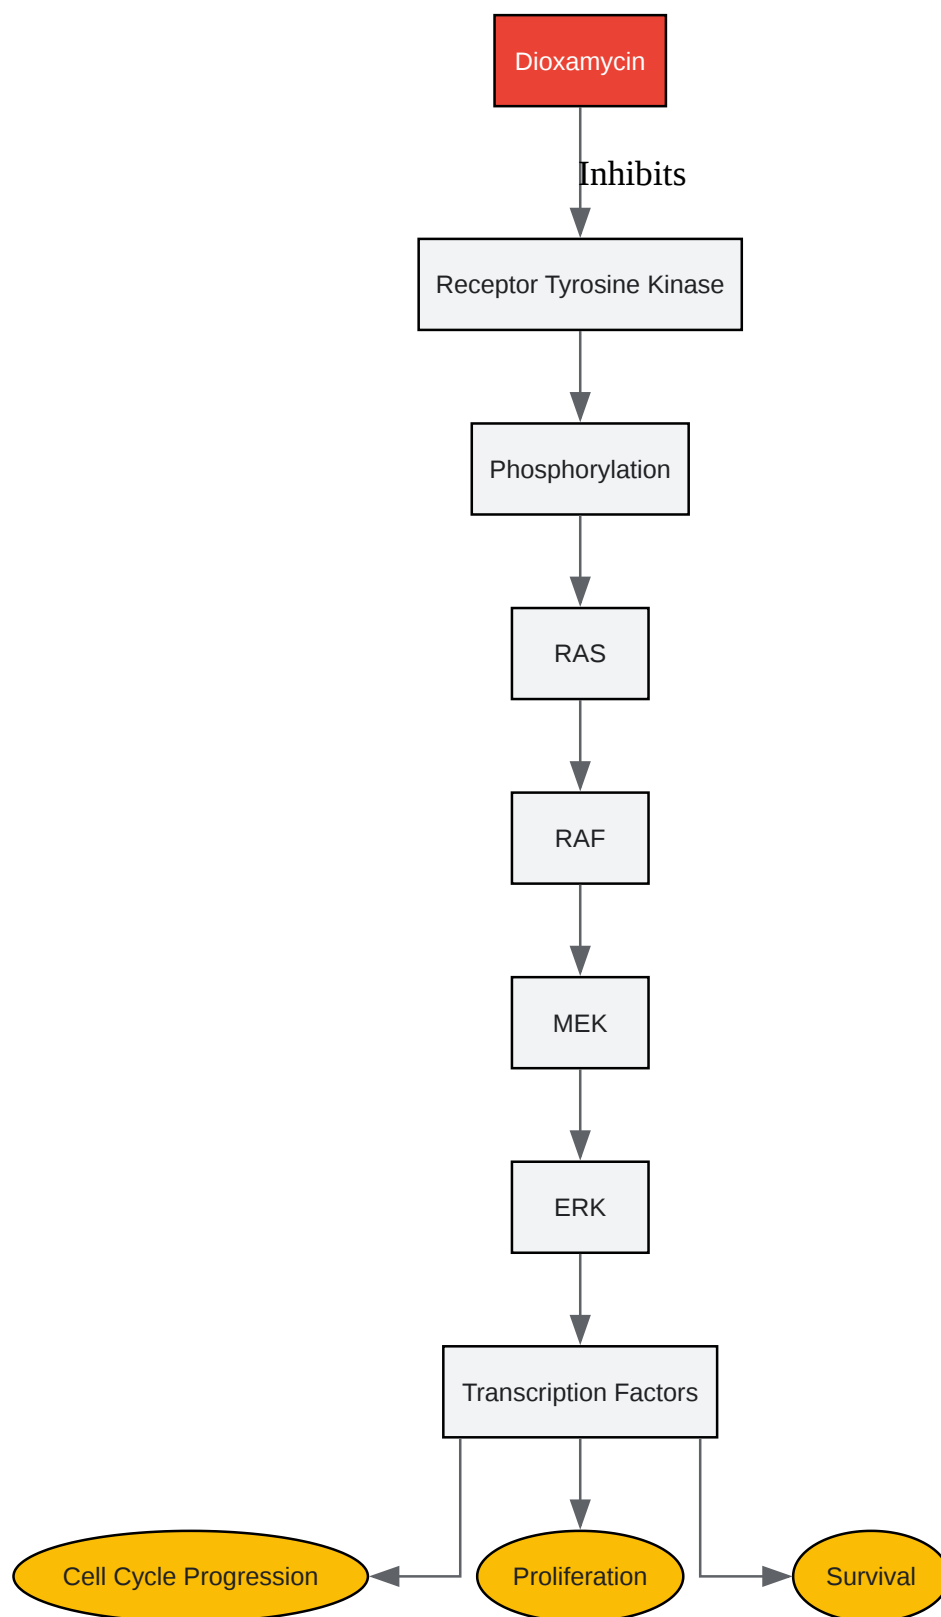 Dioxamycin
Inhibits
Receptor Tyrosine Kinase
Phosphorylation
RAS
RAF
MEK
ERK
Transcription Factors
Cell Cycle Progression
Proliferation
Survival